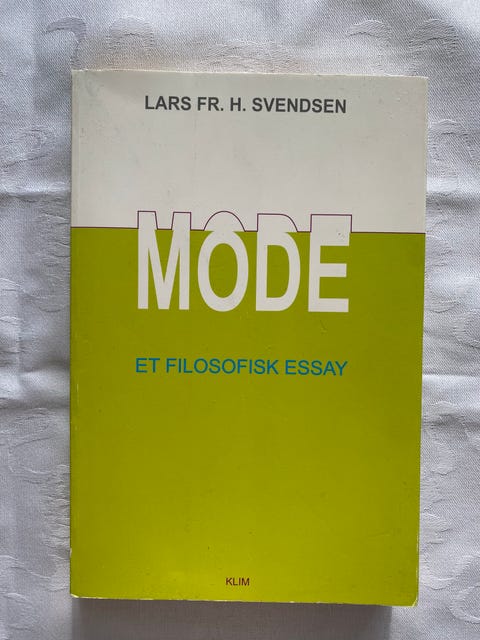 LARS FR. H. SVENDSEN
MODE
ET FILOSOFISK ESSAY
KLIM